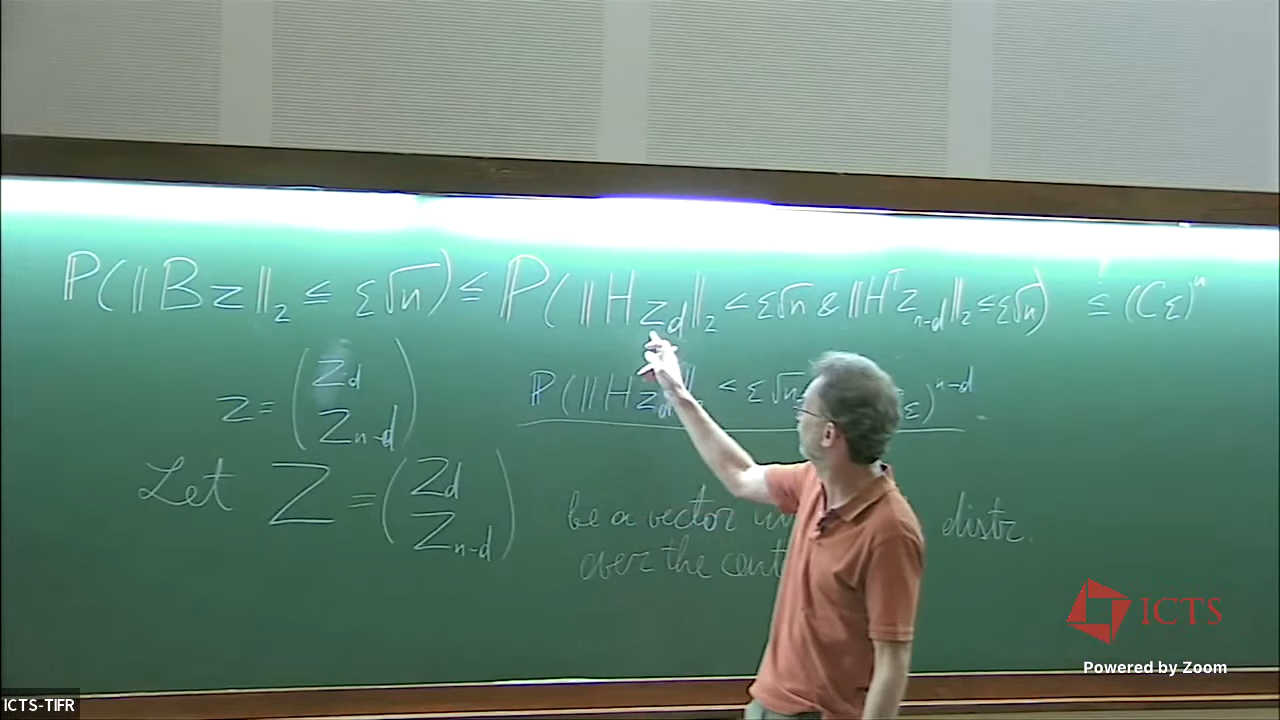 P(‖Bz‖₂ ≤ ε√n) ≤ P(‖Hz_d‖₂ < ε√n & ‖Hᵀz_{n-d}‖₂ ≤ ε√n) ≤ (Cε)ⁿ
z = (z_d z_{n-d})
P(‖Hz_d‖ < ε√n ε)^{n-d}
Let Z = (Z_d Z_{n-d}) be a vector distr.
over the
ICTS
Powered by Zoom
ICTS-TIFR